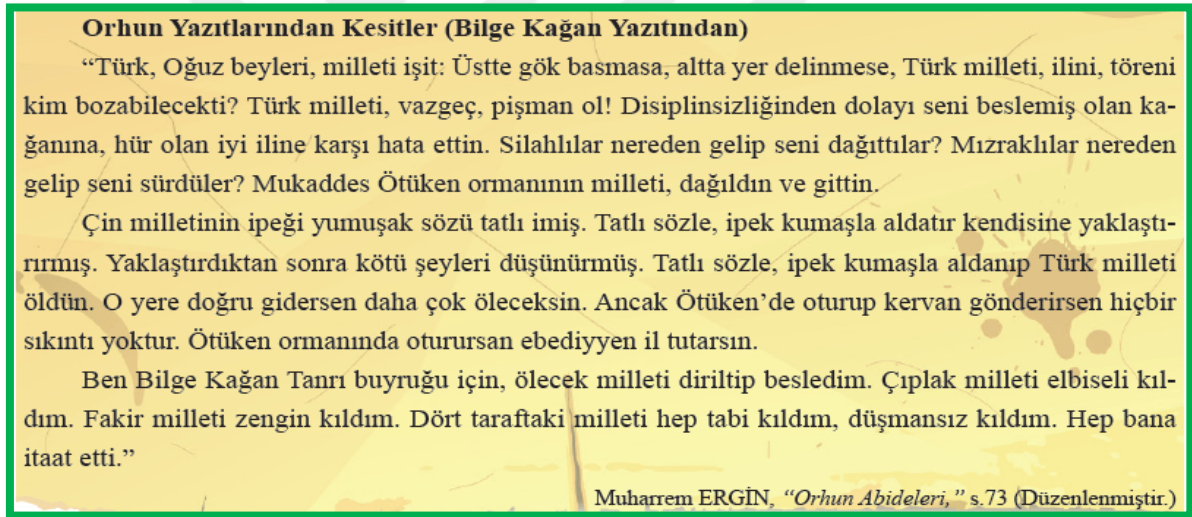 Orhun Yazıtlarından Kesitler (Bilge Kağan Yazıtından)
“Türk, Oğuz beyleri, milleti işit: Üstte gök basmasa, altta yer delinmese, Türk milleti, ilini, töreni
kim bozabilecekti? Türk milleti, vazgeç, pişman ol! Disiplinsizliğinden dolayı seni beslemiş olan ka-
ğanına, hür olan iyi iline karşı hata ettin. Silahlılar nereden gelip seni dağıttılar? Mızraklılar nereden
gelip seni sürdüler? Mukaddes Ötüken ormanının milleti, dağıldın ve gittin.
Çin milletinin ipeği yumuşak sözü tatlı imiş. Tatlı sözle, ipek kumaşla aldatır kendisine yaklaştı-
rırmış. Yaklaştırdıktan sonra kötü şeyleri düşünürmüş. Tatlı sözle, ipek kumaşla aldanıp Türk milleti
öldün. O yere doğru gidersen daha çok öleceksin. Ancak Ötüken’de oturup kervan gönderirsen hiçbir
sıkıntı yoktur. Ötüken ormanında oturursan ebediyyen il tutarsın.
Ben Bilge Kağan Tanrı buyruğu için, ölecek milleti diriltip besledim. Çıplak milleti elbiseli kıl-
dım. Fakir milleti zengin kıldım. Dört taraftaki milleti hep tabi kıldım, düşmansız kıldım. Hep bana
itaat etti.”
Muharrem ERGİN, “Orhun Abideleri,” s.73 (Düzenlenmiştir.)